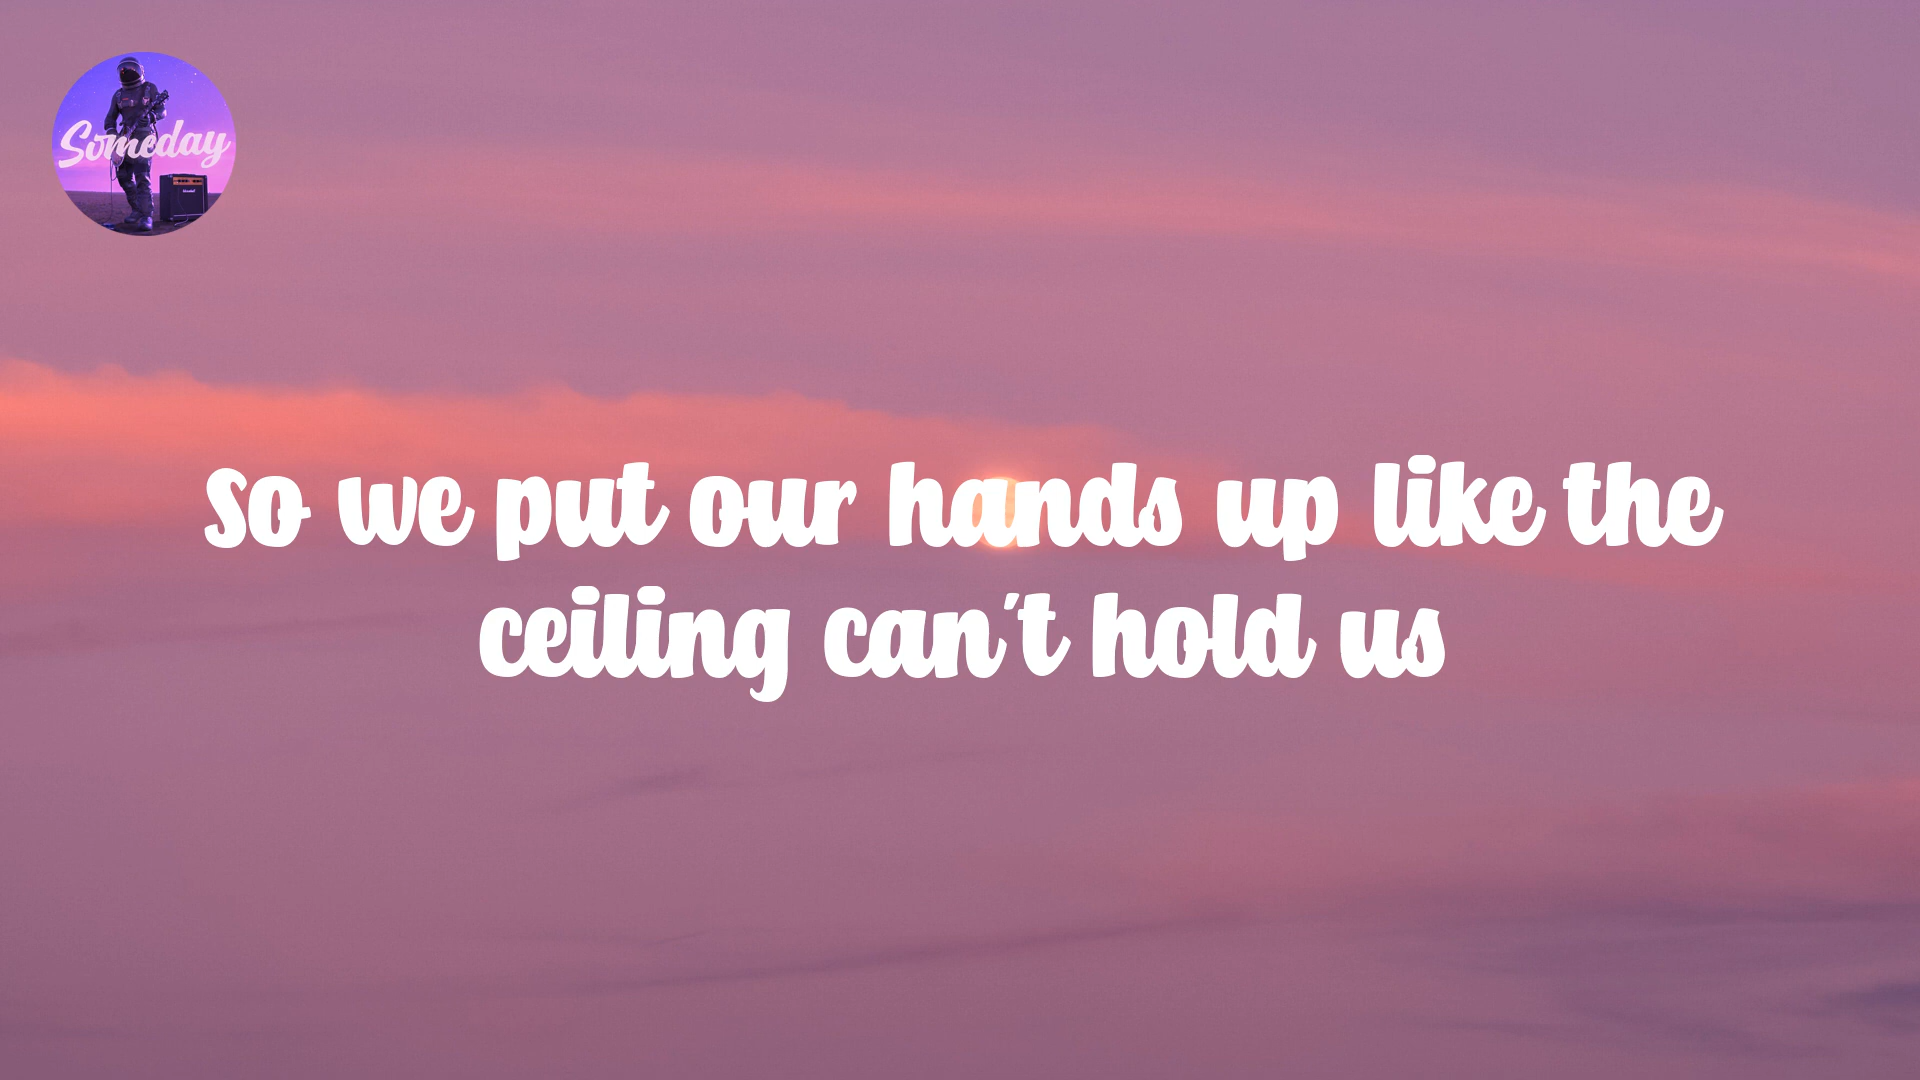 Someday
So we put our hands up like the
ceiling can't hold us